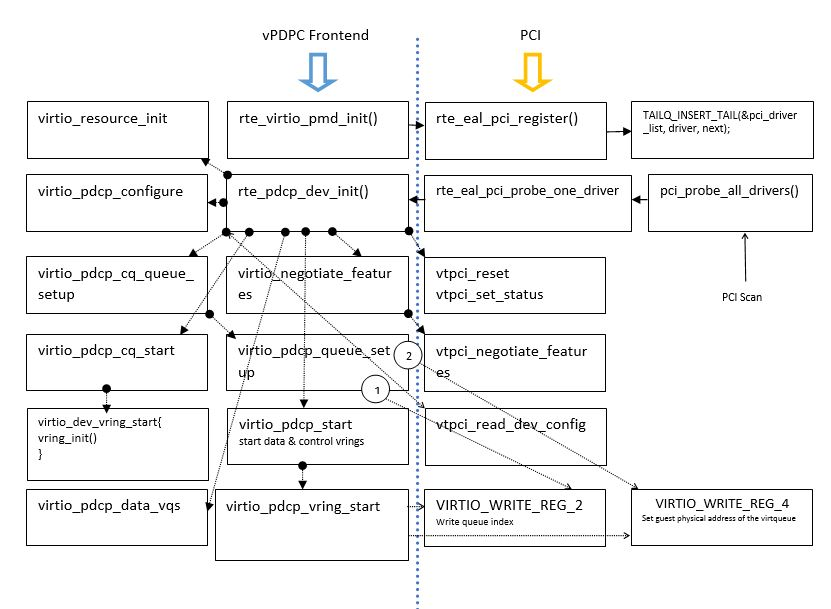 vPDPC Frontend
PCI
virtio_resource_init
rte_virtio_pmd_init()
rte_eal_pci_register()
TAILQ_INSERT_TAIL(&pci_driver
_list, driver, next);
virtio_pdcp_configure
rte_pdcp_dev_init()
rte_eal_pci_probe_one_driver
pci_probe_all_drivers()
virtio_pdcp_cq_queue_
setup
virtio_negotiate_featur
es
vtpci_reset
vtpci_set_status
PCI Scan
virtio_pdcp_cq_start
virtio_pdcp_queue_set
up
2
vtpci_negotiate_featur
es
1
virtio_dev_vring_start{
vring_init()
}
virtio_pdcp_start
start data & control vrings
vtpci_read_dev_config
virtio_pdcp_data_vqs
virtio_pdcp_vring_start
VIRTIO_WRITE_REG_2
Write queue index
VIRTIO_WRITE_REG_4
Set guest physical address of the virtqueue